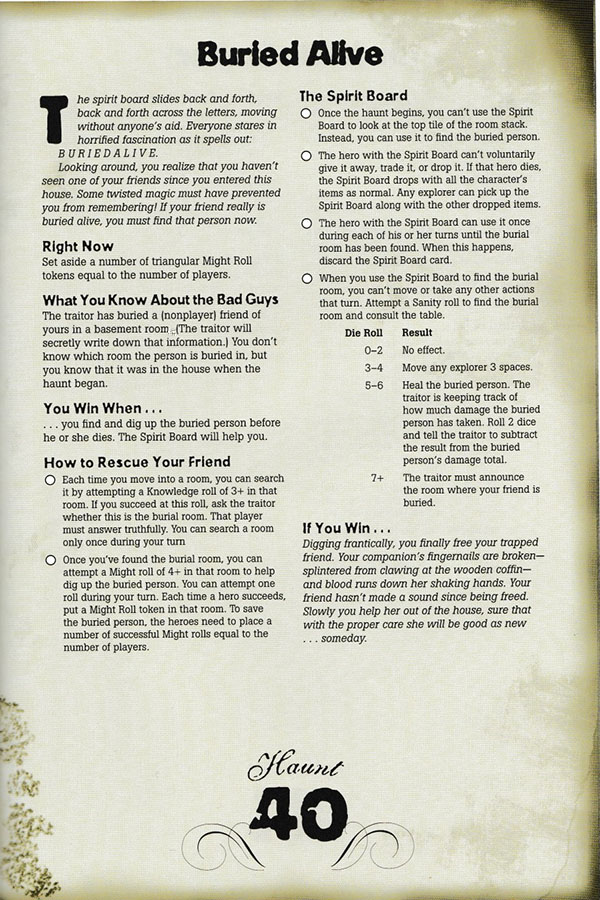 Buried Alive
The spirit board slides back and forth,
back and forth across the letters, moving
without anyone's aid. Everyone stares in
horrified fascination as it spells out:
B U R I E D A L I V E.
Looking around, you realize that you haven't
seen one of your friends since you entered this
house. Some twisted magic must have prevented
you from remembering! If your friend really is
buried alive, you must find that person now.
Right Now
Set aside a number of triangular Might Roll
tokens equal to the number of players.
What You Know About the Bad Guys
The traitor has buried a (nonplayer) friend of
yours in a basement room. (The traitor will
secretly write down that information.) You don't
know which room the person is buried in, but
you know that it was in the house when the
haunt began.
You Win When . . .
. . . you find and dig up the buried person before
he or she dies. The Spirit Board will help you.
How to Rescue Your Friend
Each time you move into a room, you can search
it by attempting a Knowledge roll of 3+ in that
room. If you succeed at this roll, ask the traitor
whether this is the burial room. That player
must answer truthfully. You can search a room
only once during your turn
Once you've found the burial room, you can
attempt a Might roll of 4+ in that room to help
dig up the buried person. You can attempt one
roll during your turn. Each time a hero succeeds,
put a Might Roll token in that room. To save
the buried person, the heroes need to place a
number of successful Might rolls equal to the
number of players.
The Spirit Board
Once the haunt begins, you can't use the Spirit
Board to look at the top tile of the room stack.
Instead, you can use it to find the buried person.
The hero with the Spirit Board can't voluntarily
give it away, trade it, or drop it. If that hero dies,
the Spirit Board drops with all the character's
items as normal. Any explorer can pick up the
Spirit Board along with the other dropped items.
The hero with the Spirit Board can use it once
during each of his or her turns until the burial
room has been found. When this happens,
discard the Spirit Board card.
When you use the Spirit Board to find the burial
room, you can't move or take any other actions
that turn. Attempt a Sanity roll to find the burial
room and consult the table.
Die Roll Result
0–2 No effect.
3–4 Move any explorer 3 spaces.
5–6 Heal the buried person. The
traitor is keeping track of
how much damage the buried
person has taken. Roll 2 dice
and tell the traitor to subtract
the result from the buried
person's damage total.
7+ The traitor must announce
the room where your friend is
buried.
If You Win . . .
Digging frantically, you finally free your trapped
friend. Your companion's fingernails are broken—
splintered from clawing at the wooden coffin—
and blood runs down her shaking hands. Your
friend hasn't made a sound since being freed.
Slowly you help her out of the house, sure that
with the proper care she will be good as new
. . . someday.
Haunt
40